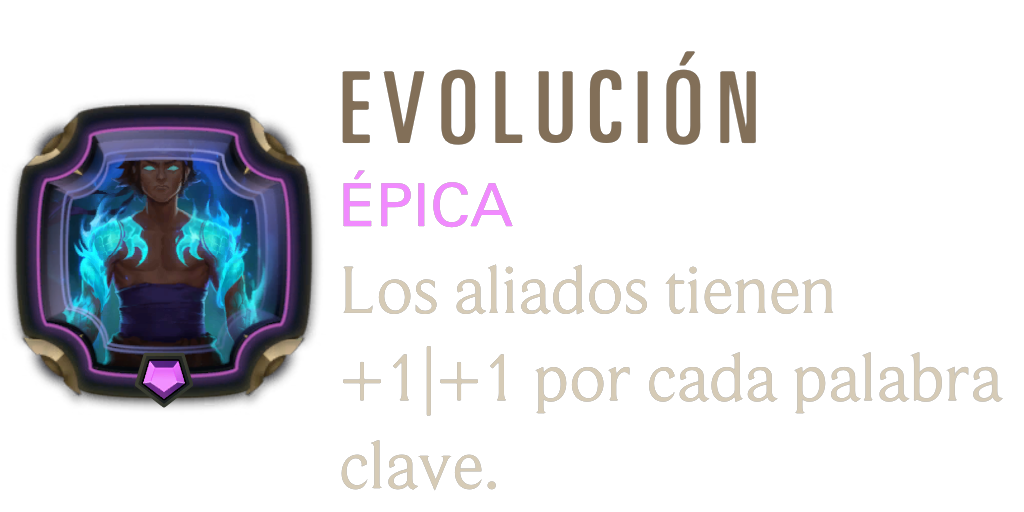 EVOLUCIÓN
ÉPICA
Los aliados tienen
+1|+1 por cada palabra
clave.